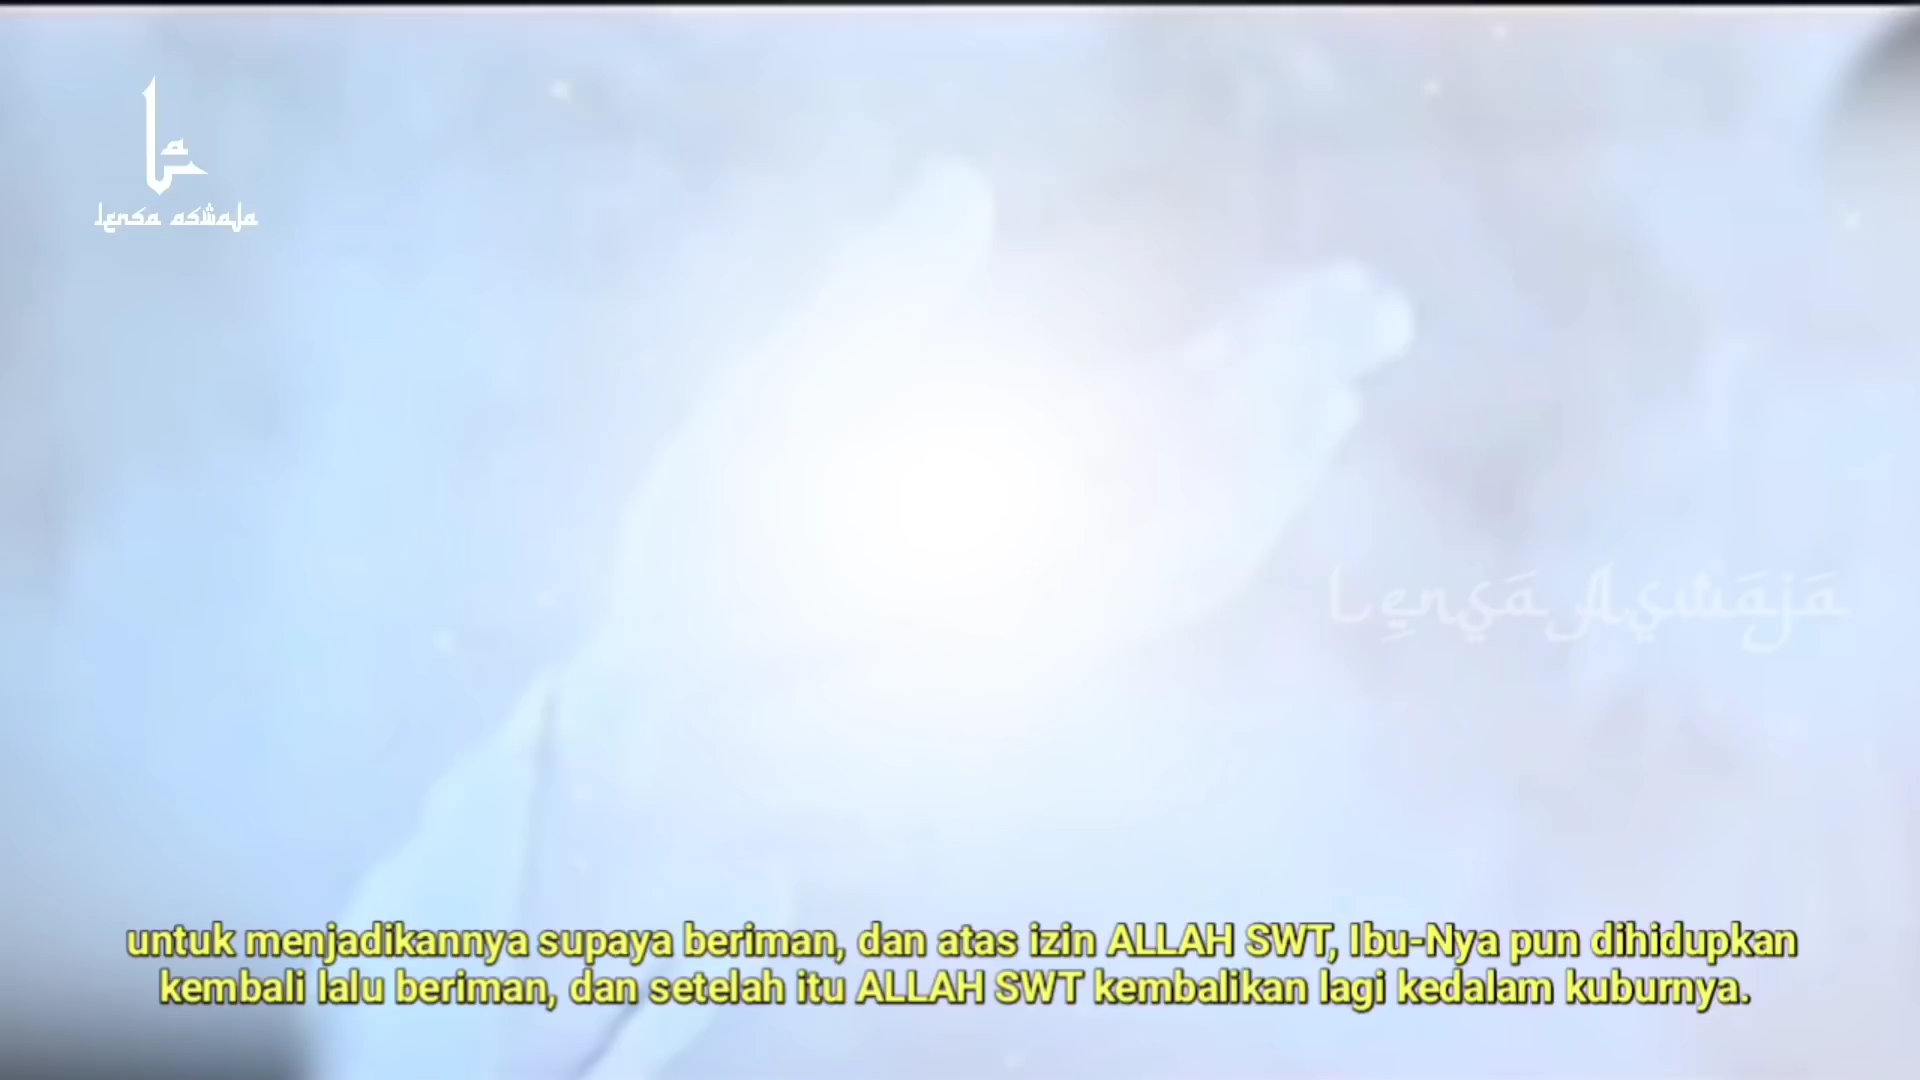 lensa aswaja
Lensa Aswaja
untuk menjadikannya supaya beriman, dan atas izin ALLAH SWT, Ibu-Nya pun dihidupkan
kembali lalu beriman, dan setelah itu ALLAH SWT kembalikan lagi kedalam kuburnya.